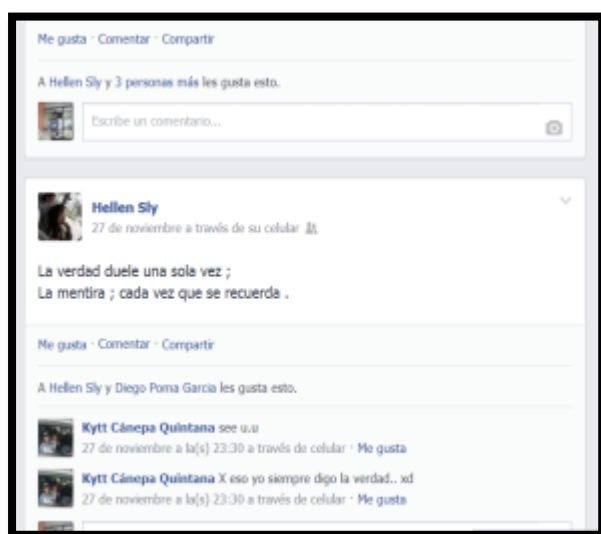 Me gusta · Comentar · Compartir
A Hellen Sly y 3 personas más les gusta esto.
Escribe un comentario...
Hellen Sly
27 de noviembre a través de su celular
La verdad duele una sola vez ;
La mentira ; cada vez que se recuerda .
Me gusta · Comentar · Compartir
A Hellen Sly y Diego Poma Garcia les gusta esto.
Kytt Cánepa Quintana see u.u
27 de noviembre a la(s) 23:30 a través de celular · Me gusta
Kytt Cánepa Quintana X eso yo siempre digo la verdad.. xd
27 de noviembre a la(s) 23:30 a través de celular · Me gusta